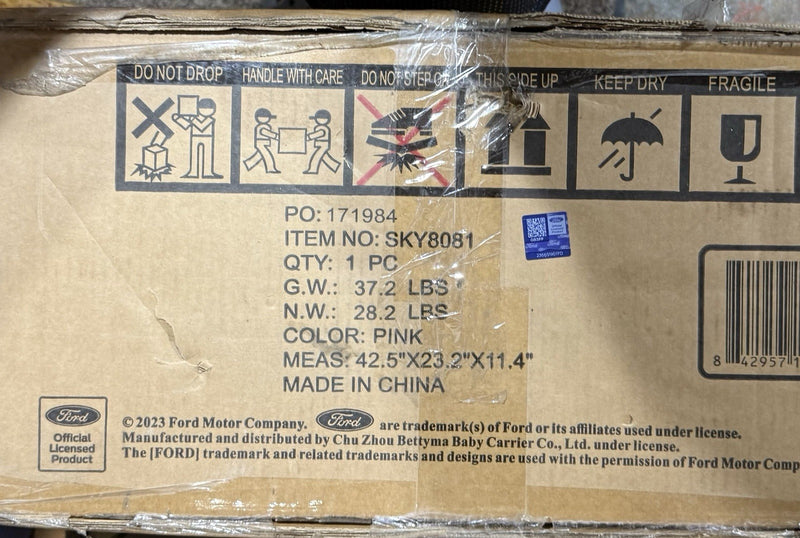 DO NOT DROP
HANDLE WITH CARE
DO NOT STEP ON
THIS SIDE UP
KEEP DRY
FRAGILE
PO: 171984
ITEM NO: SKY8081
QTY: 1 PC
G.W.: 37.2 LBS
N.W.: 28.2 LBS
COLOR: PINK
MEAS: 42.5"X23.2"X11.4"
MADE IN CHINA
Ford
8 42957 1
Ford
Official
Licensed
Product
© 2023 Ford Motor Company. Ford are trademark(s) of Ford or its affiliates used under license.
Manufactured and distributed by Chu Zhou Bettyma Baby Carrier Co., Ltd. under license.
The [FORD] trademark and related trademarks and designs are used with the permission of Ford Motor Comp